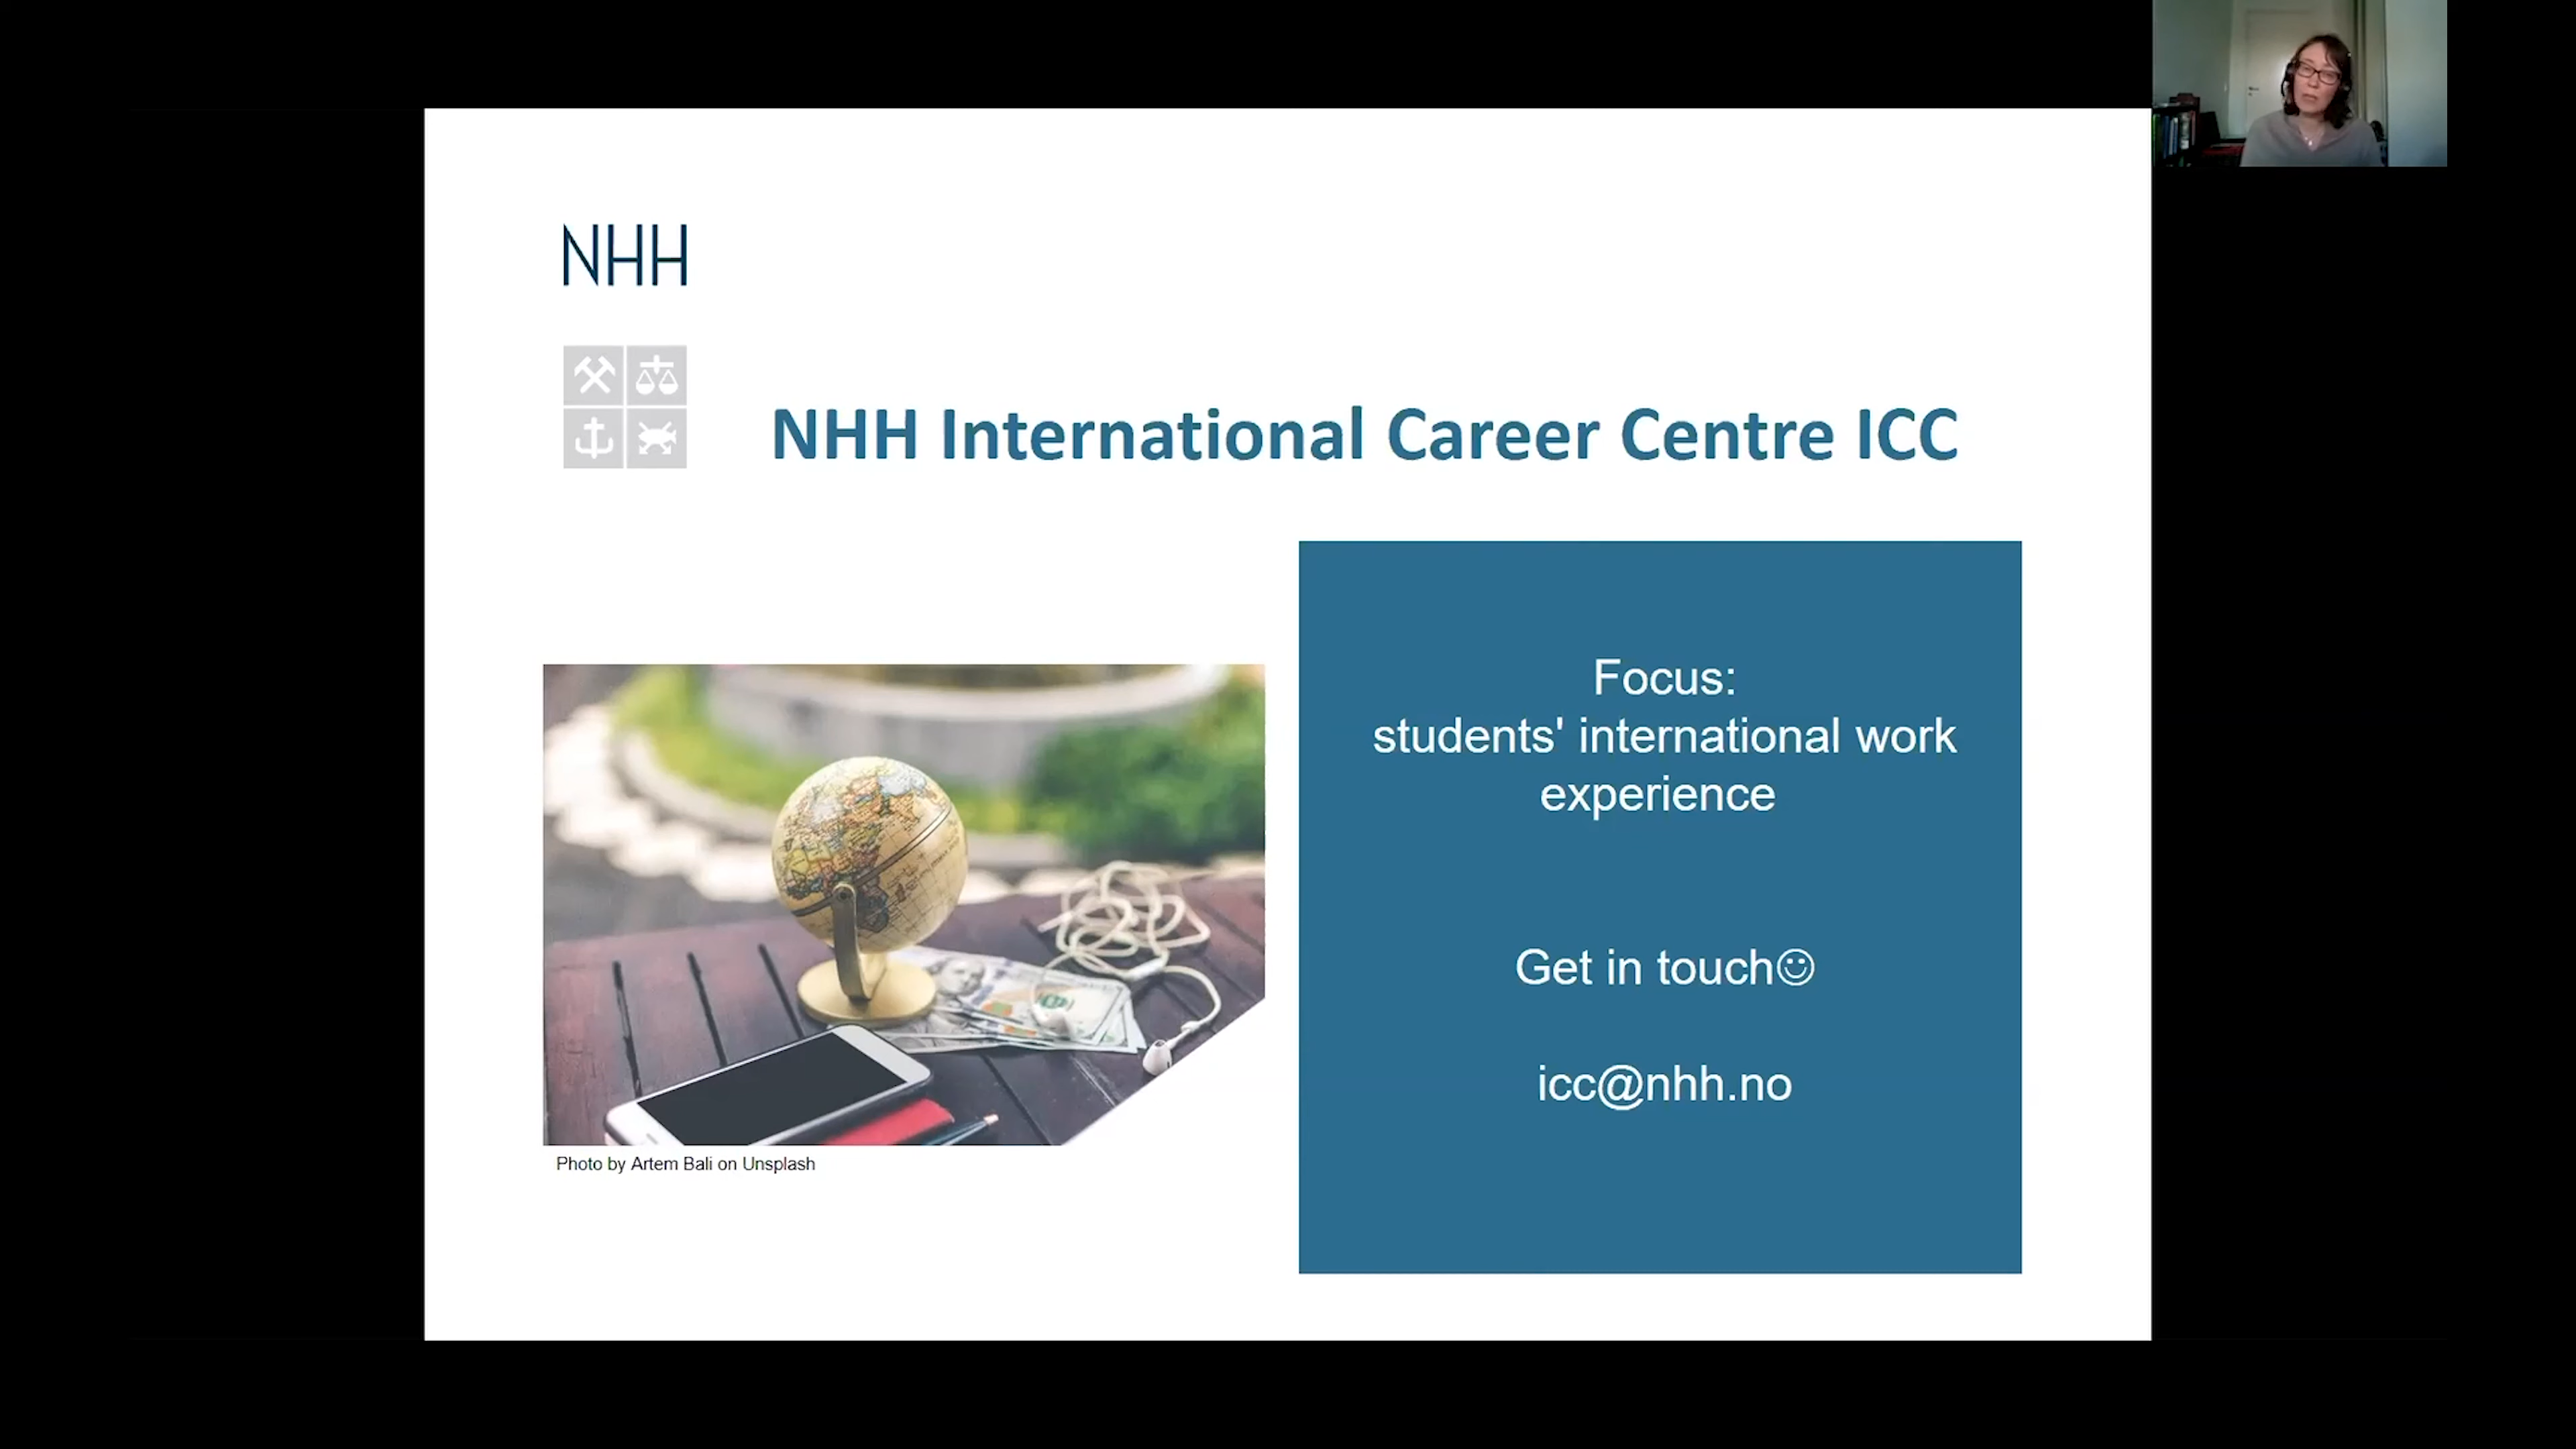 NHH
NHH International Career Centre ICC
Focus:
students' international work
experience
Get in touch☺
icc@nhh.no
Photo by Artem Bali on Unsplash